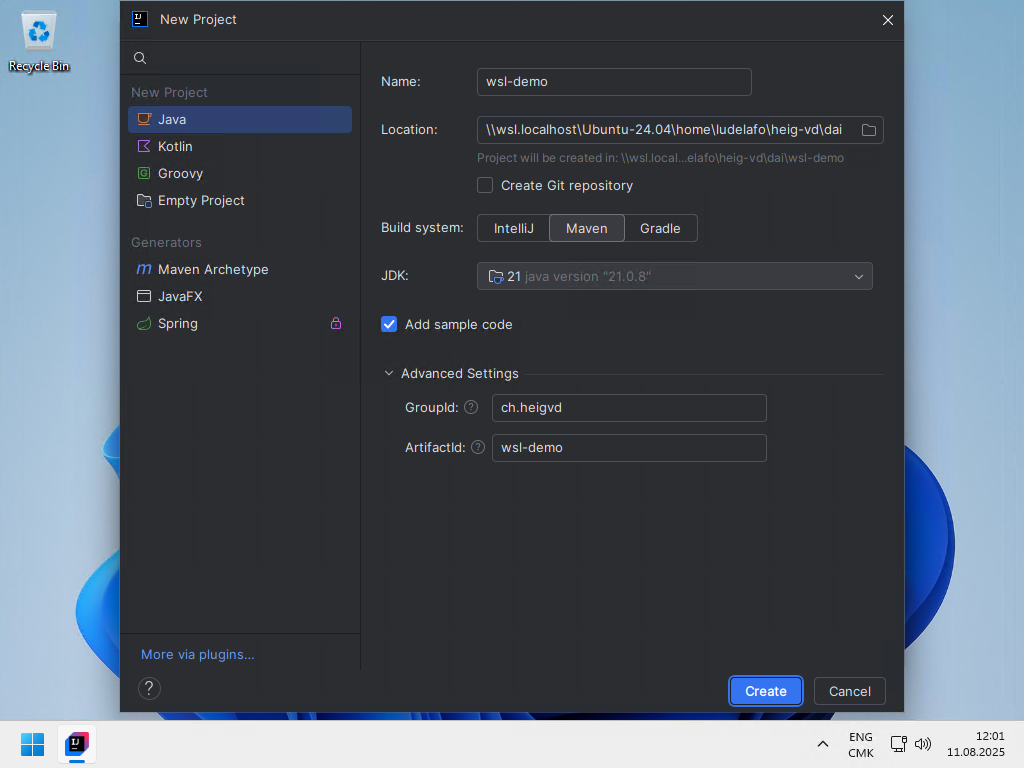 Recycle Bin
New Project
New Project
Java
Kotlin
Groovy
Empty Project
Generators
Maven Archetype
JavaFX
Spring
More via plugins...
Name: wsl-demo
Location: \\wsl.localhost\Ubuntu-24.04\home\ludelafo\heig-vd\dai
Project will be created in: \\wsl.local...elafo\heig-vd\dai\wsl-demo
Create Git repository
Build system: IntelliJ Maven Gradle
JDK: 21 java version "21.0.8"
Add sample code
Advanced Settings
GroupId: ? ch.heigvd
ArtifactId: ? wsl-demo
?
Create Cancel
ENG
CMK
12:01
11.08.2025